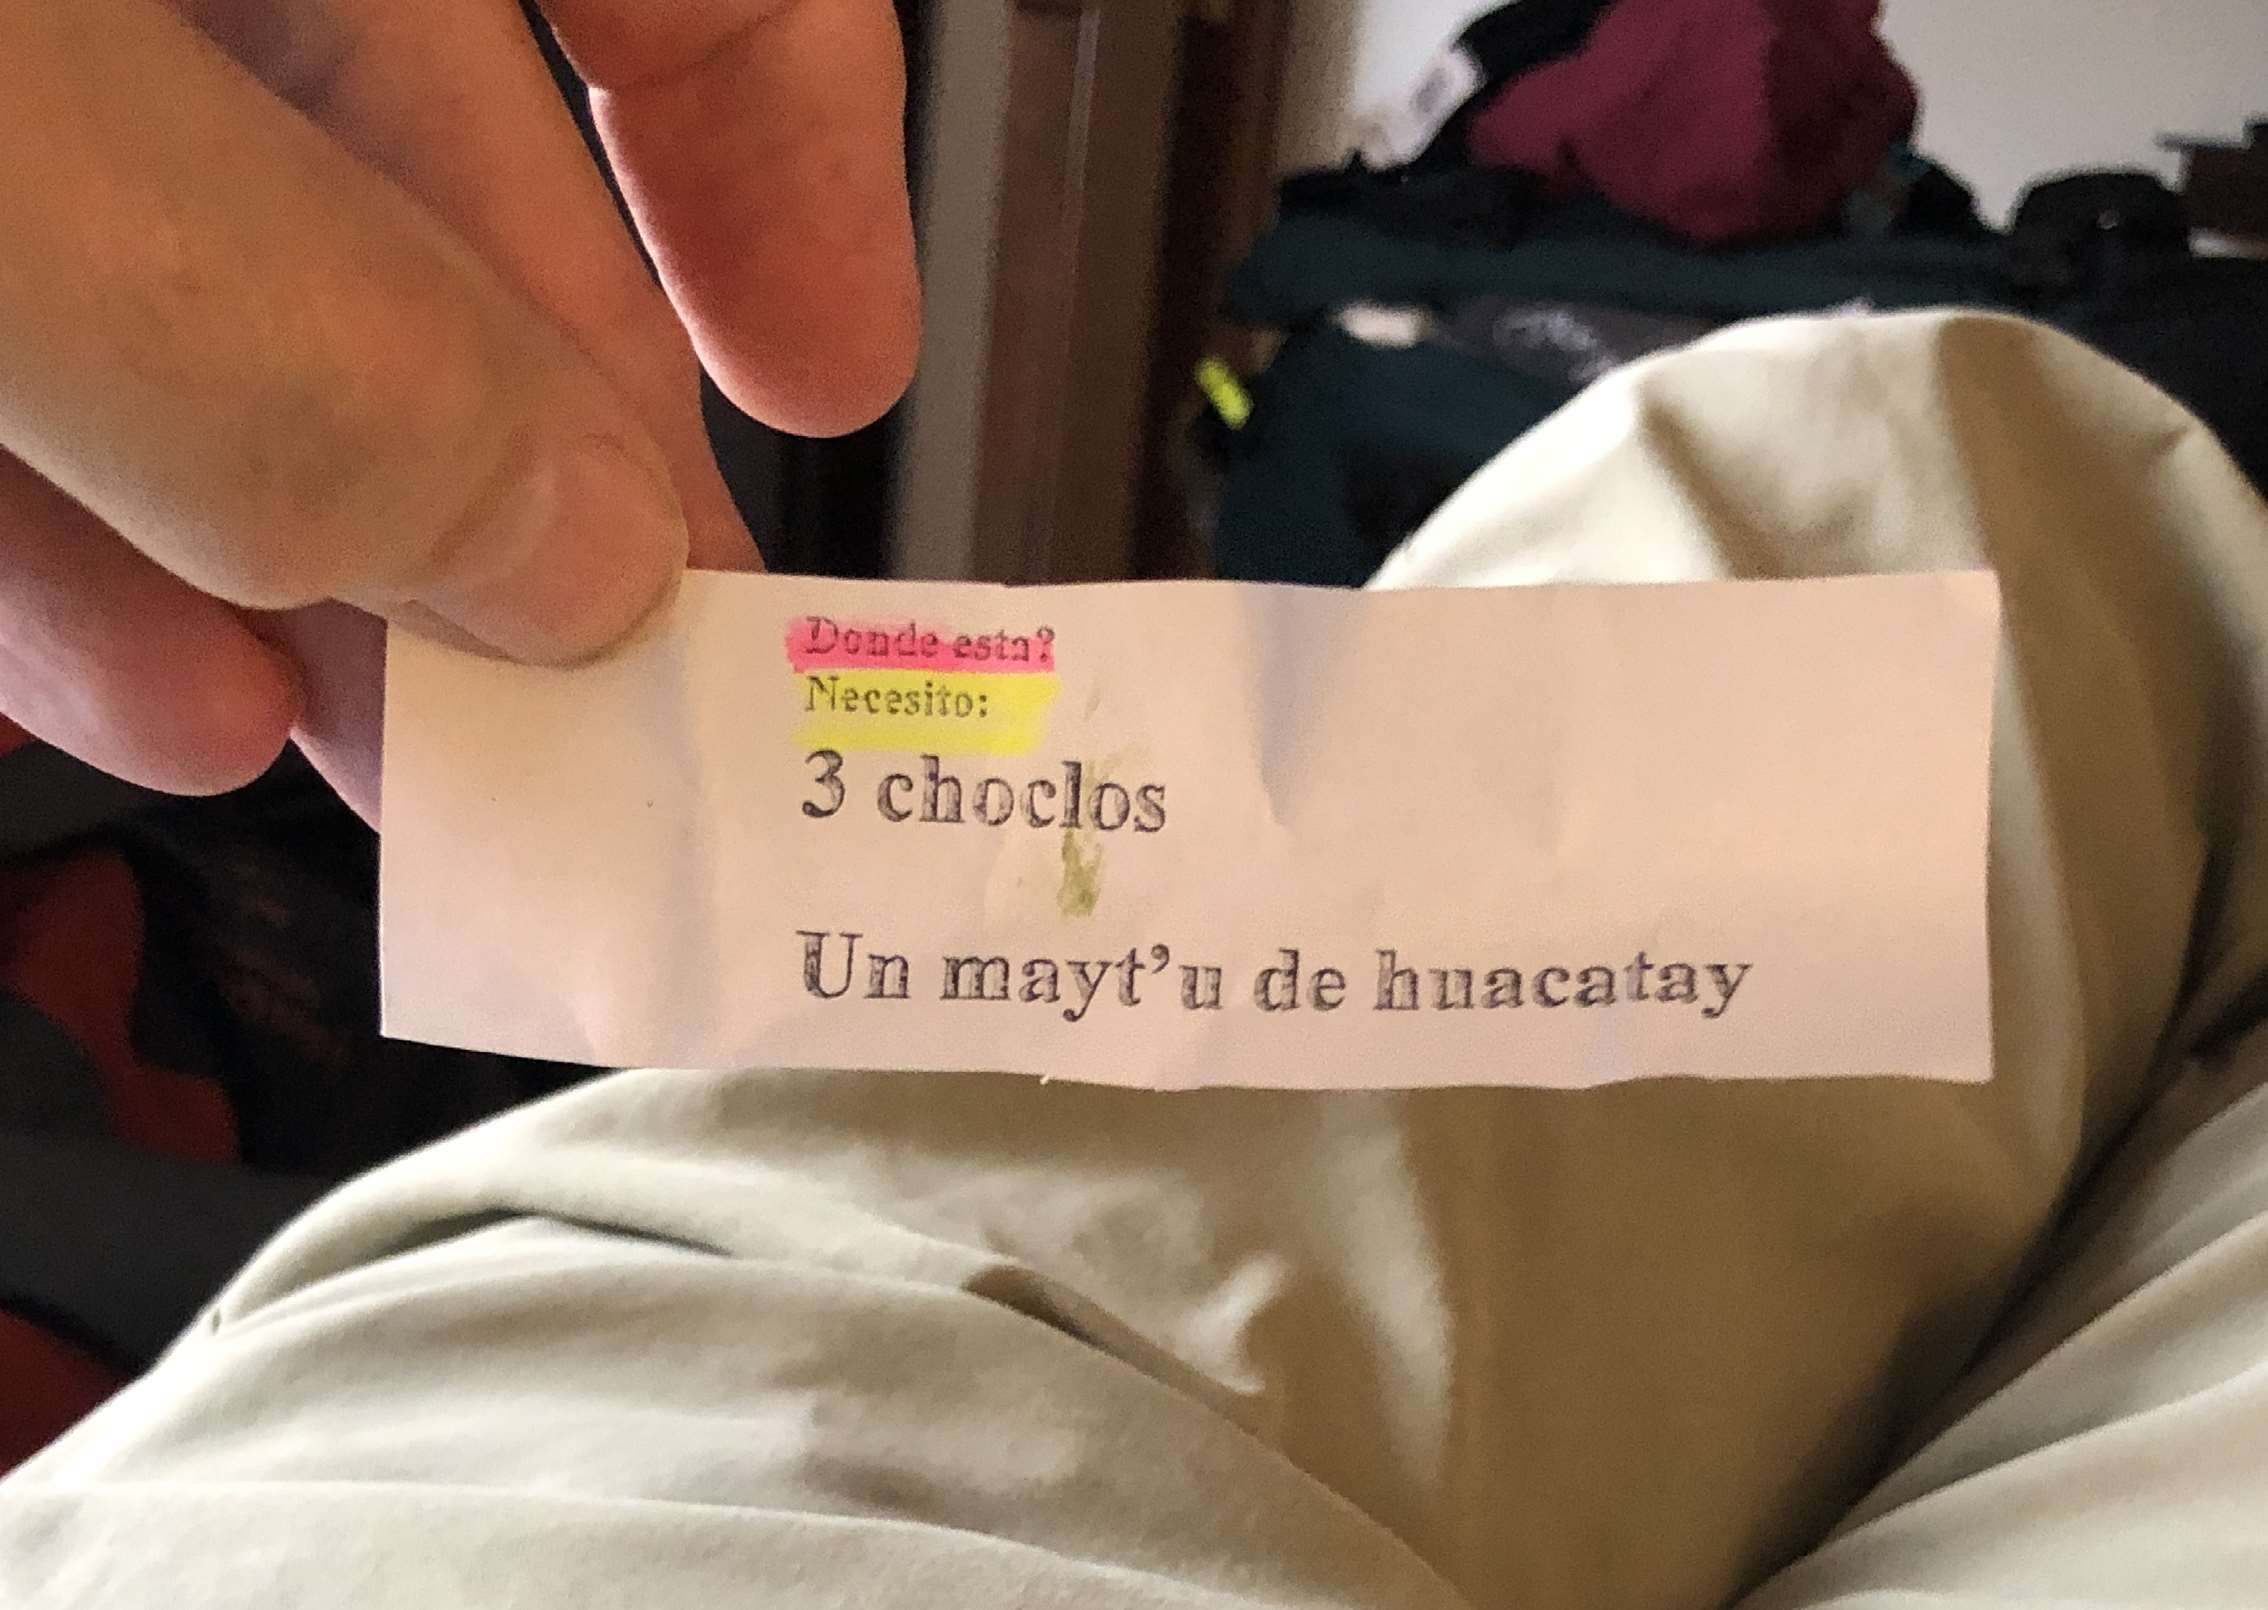 Donde esta?
Necesito:
3 choclos
Un mayt’u de huacatay